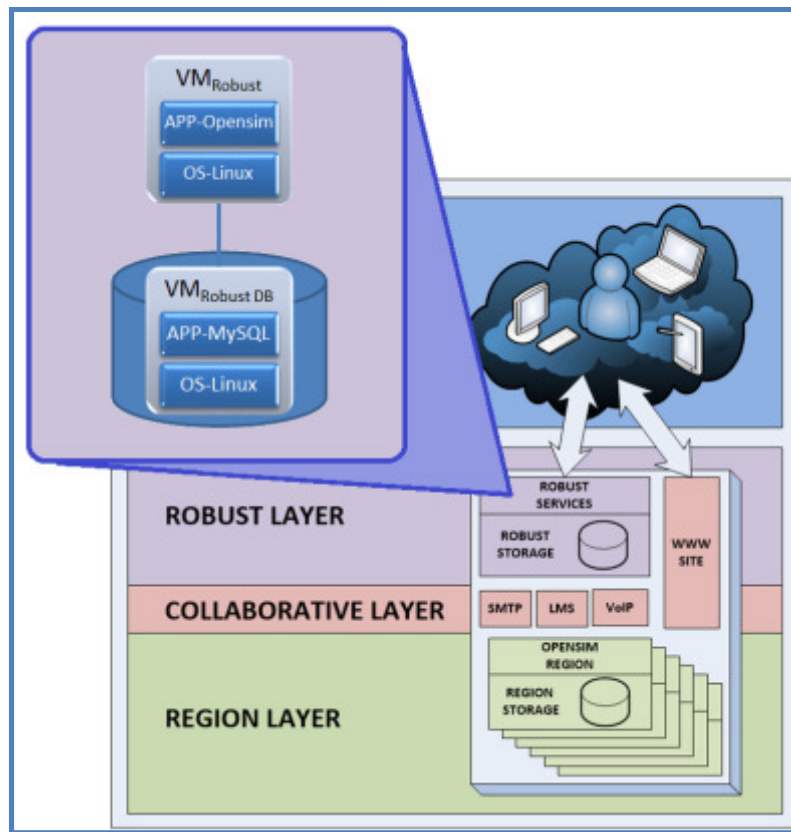 VMRobust
APP-Opensim
OS-Linux
VMRobust DB
APP-MySQL
OS-Linux
ROBUST LAYER
ROBUST
SERVICES
ROBUST
STORAGE
WWW
SITE
COLLABORATIVE LAYER
SMTP
LMS
VoIP
REGION LAYER
OPENSIM
REGION
REGION
STORAGE